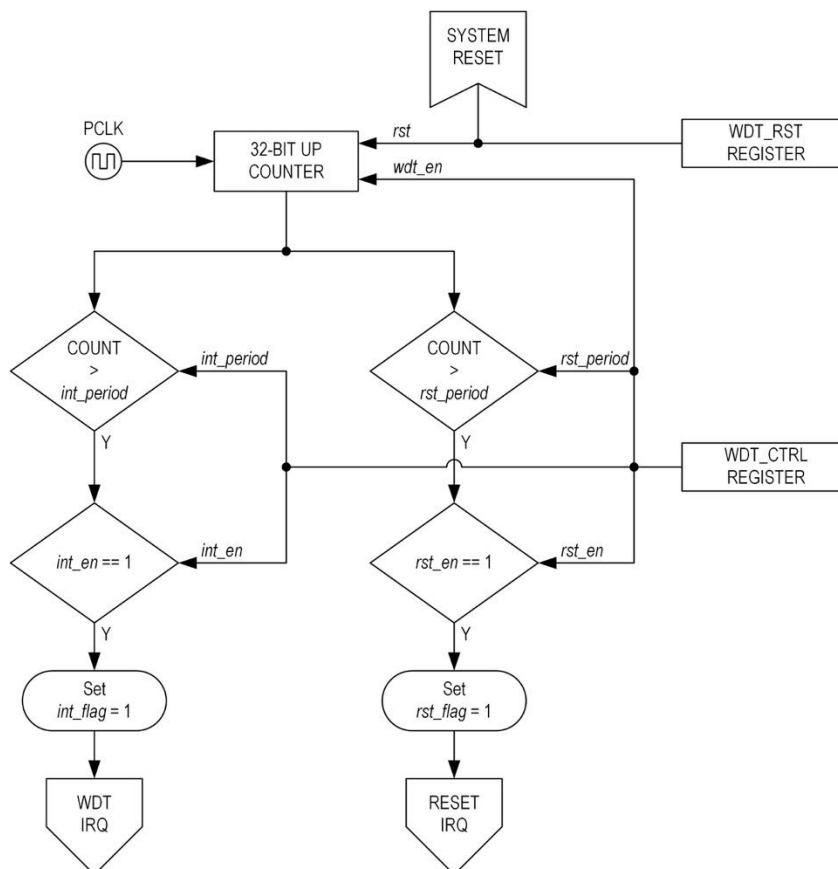 SYSTEM
RESET
PCLK
32-BIT UP
COUNTER
rst
wdt_en
WDT_RST
REGISTER
COUNT
>
int_period
int_period
COUNT
>
rst_period
rst_period
Y
Y
WDT_CTRL
REGISTER
int_en == 1
int_en
rst_en == 1
rst_en
Y
Y
Set
int_flag = 1
Set
rst_flag = 1
WDT
IRQ
RESET
IRQ